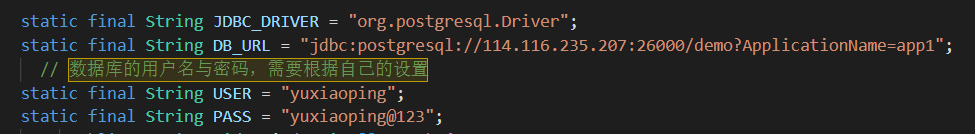 static final String JDBC_DRIVER = "org.postgresql.Driver";
static final String DB_URL = "jdbc:postgresql://114.116.235.207:26000/demo?ApplicationName=app1";
// 数据库的用户名与密码，需要根据自己的设置
static final String USER = "yuxiaoping";
static final String PASS = "yuxiaoping@123";